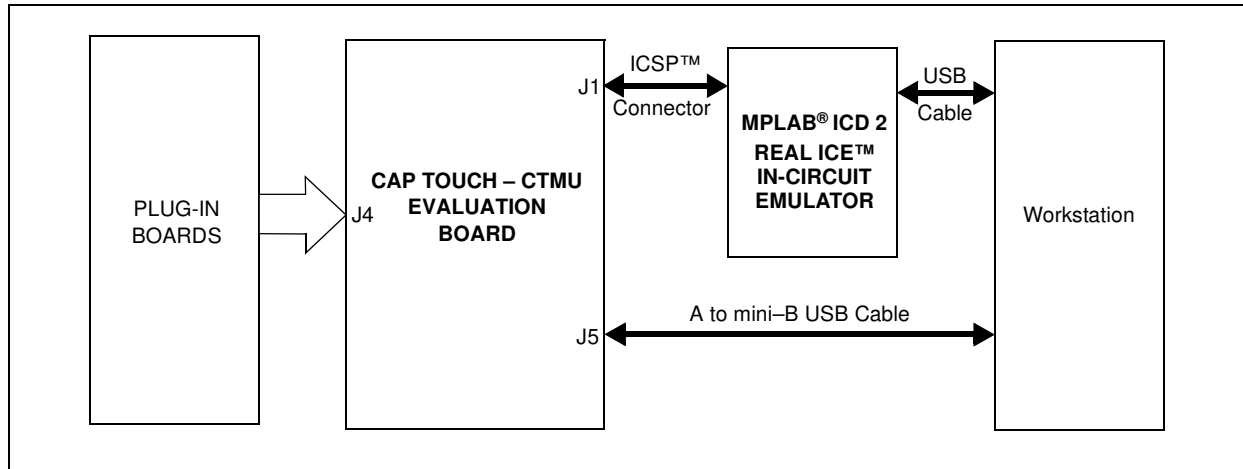 PLUG-IN
BOARDS
J4
CAP TOUCH – CTMU
EVALUATION
BOARD
J1
J5
ICSP™
Connector
MPLAB® ICD 2
REAL ICE™
IN-CIRCUIT
EMULATOR
USB
Cable
A to mini–B USB Cable
Workstation